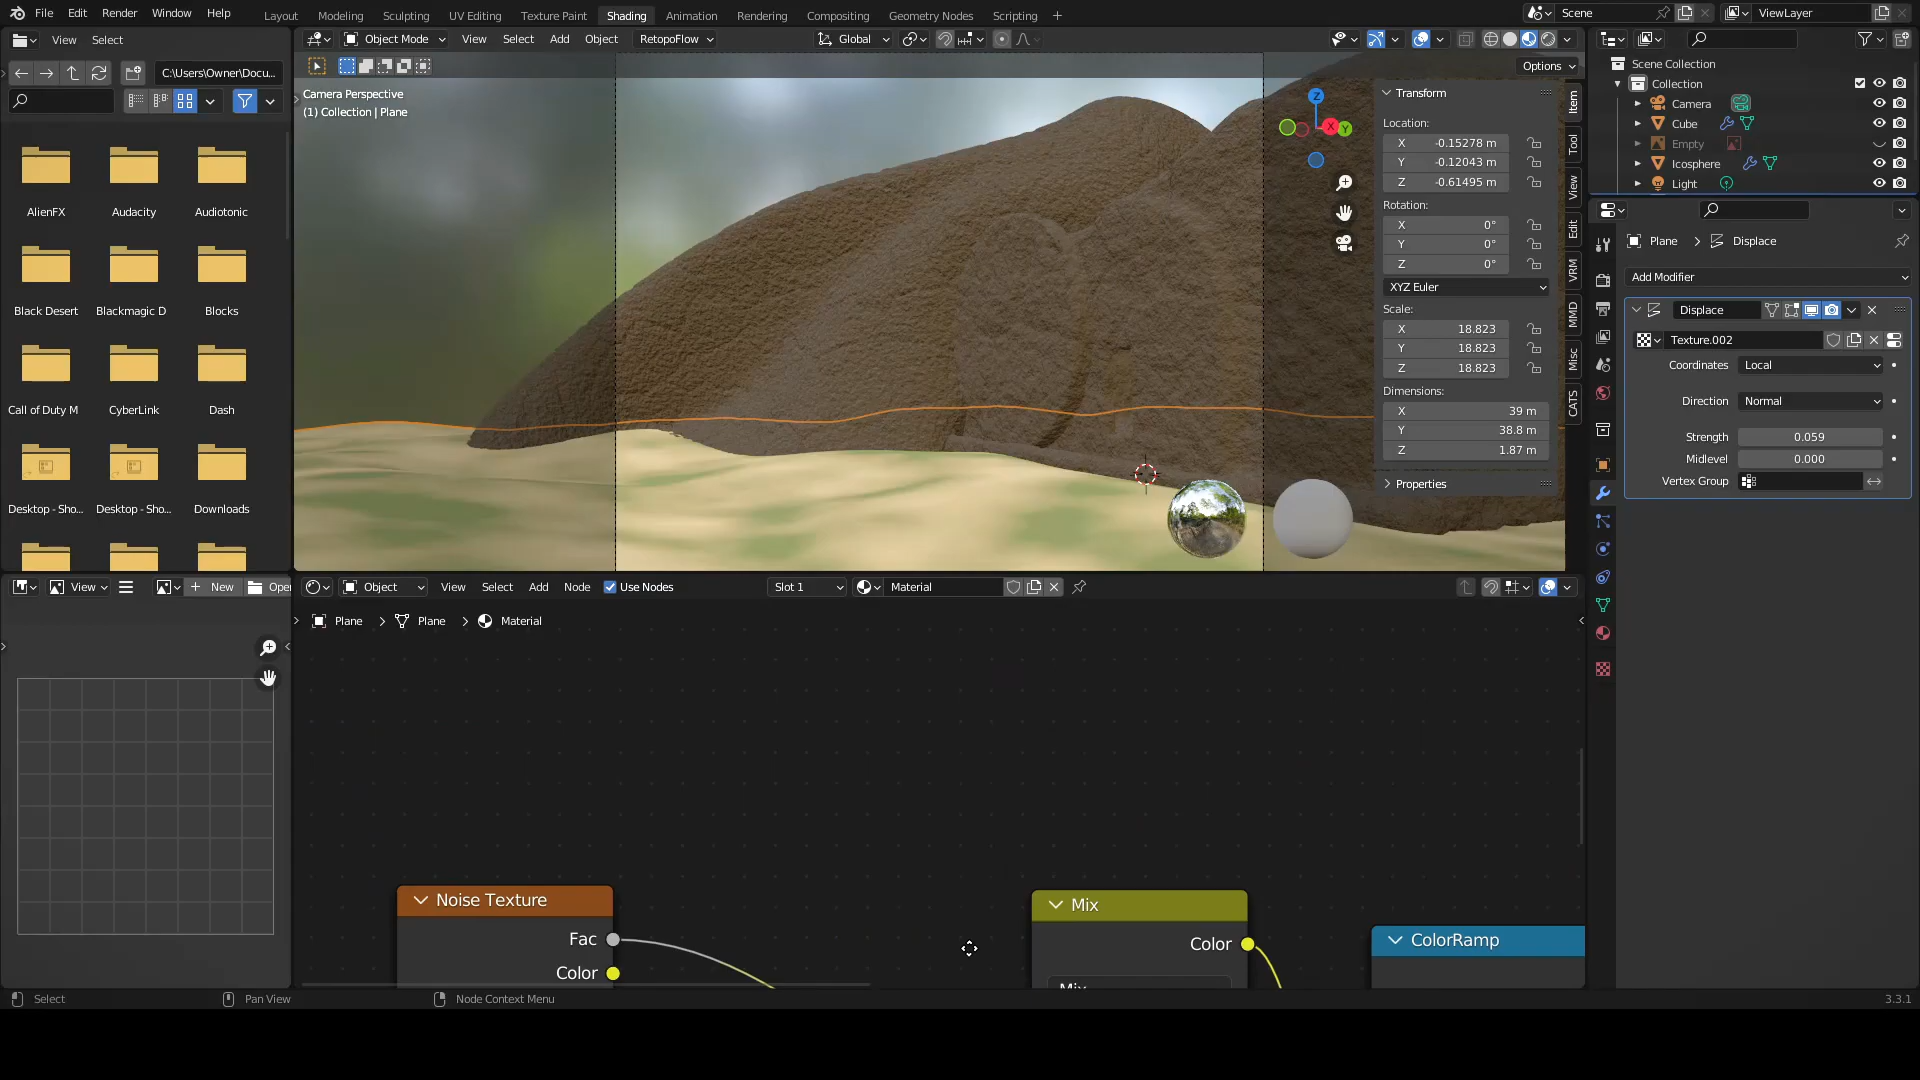 File Edit Render Window Help
Layout Modeling Sculpting UV Editing Texture Paint Shading Animation Rendering Compositing Geometry Nodes Scripting
Scene
ViewLayer
View Select
Object Mode View Select Add Object RetopoFlow
Global
C:\Users\Owner\Docu...
Options
Camera Perspective
(1) Collection | Plane
AlienFX Audacity Audiotonic
Black Desert Blackmagic D Blocks
Call of Duty M CyberLink Dash
Desktop - Sho... Desktop - Sho... Downloads
Transform
Location:
X -0.15278 m
Y -0.12043 m
Z -0.61495 m
Rotation:
X 0°
Y 0°
Z 0°
XYZ Euler
Scale:
X 18.823
Y 18.823
Z 18.823
Dimensions:
X 39 m
Y 38.8 m
Z 1.87 m
Properties
Item
Tool
View
Edit
VRM
MMD
Misc
CATS
Z
X
Y
Scene Collection
Collection
Camera
Cube
Empty
Icosphere
Light
Plane Displace
Add Modifier
Displace
Texture.002
Coordinates Local
Direction Normal
Strength 0.059
Midlevel 0.000
Vertex Group
View New Ope
Object View Select Add Node Use Nodes Slot 1 Material
Plane Plane Material
Noise Texture
Fac
Color
Mix
Color
Mix
ColorRamp
Select Pan View Node Context Menu
3.3.1